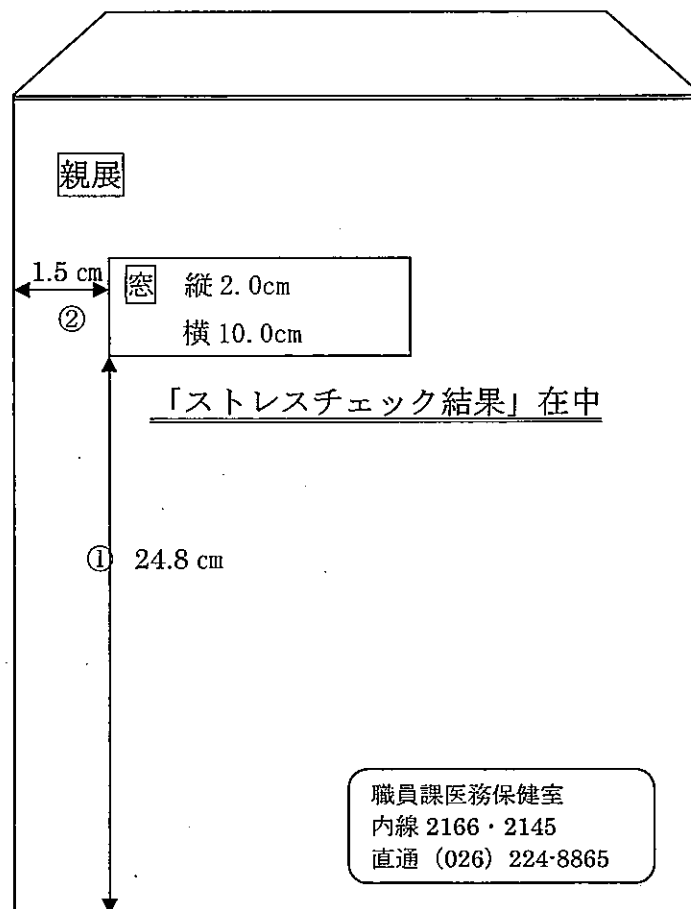 親展
1.5 cm
②
窓 縦 2.0cm
横 10.0cm
「ストレスチェック結果」在中
① 24.8 cm
職員課医務保健室
内線 2166・2145
直通（026）224-8865